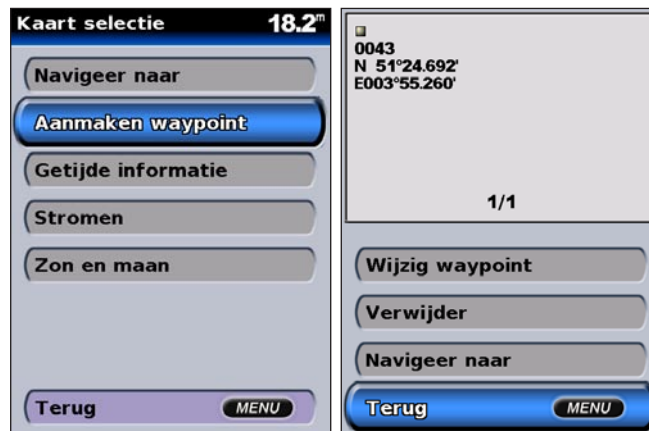 Kaart selectie 18.2m
Navigeer naar
Aanmaken waypoint
Getijde informatie
Stromen
Zon en maan
Terug MENU
0043
N 51°24.692'
E003°55.260'
1/1
Wijzig waypoint
Verwijder
Navigeer naar
Terug MENU